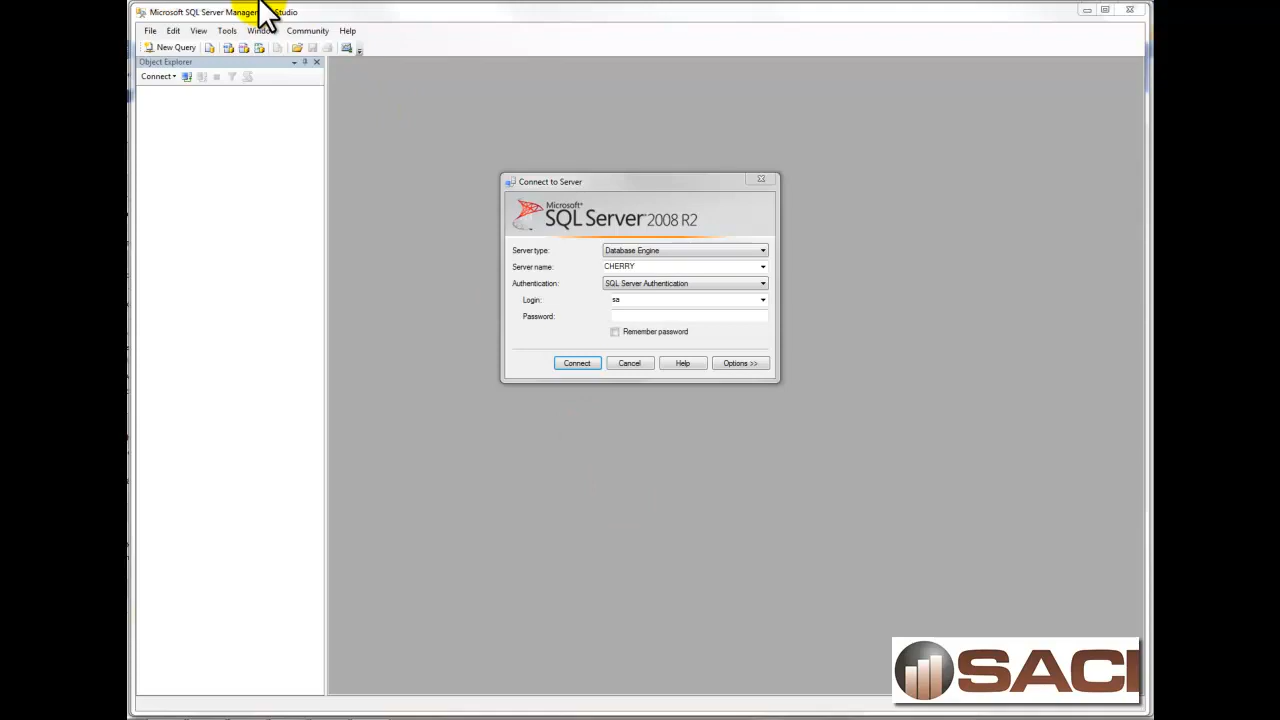 Microsoft SQL Server Manage Studio
File Edit View Tools Window Community Help
New Query
Object Explorer
Connect
Connect to Server
Microsoft
SQL Server 2008 R2
Server type: Database Engine
Server name: CHERRY
Authentication: SQL Server Authentication
Login: sa
Password:
Remember password
Connect Cancel Help Options >>
SACI